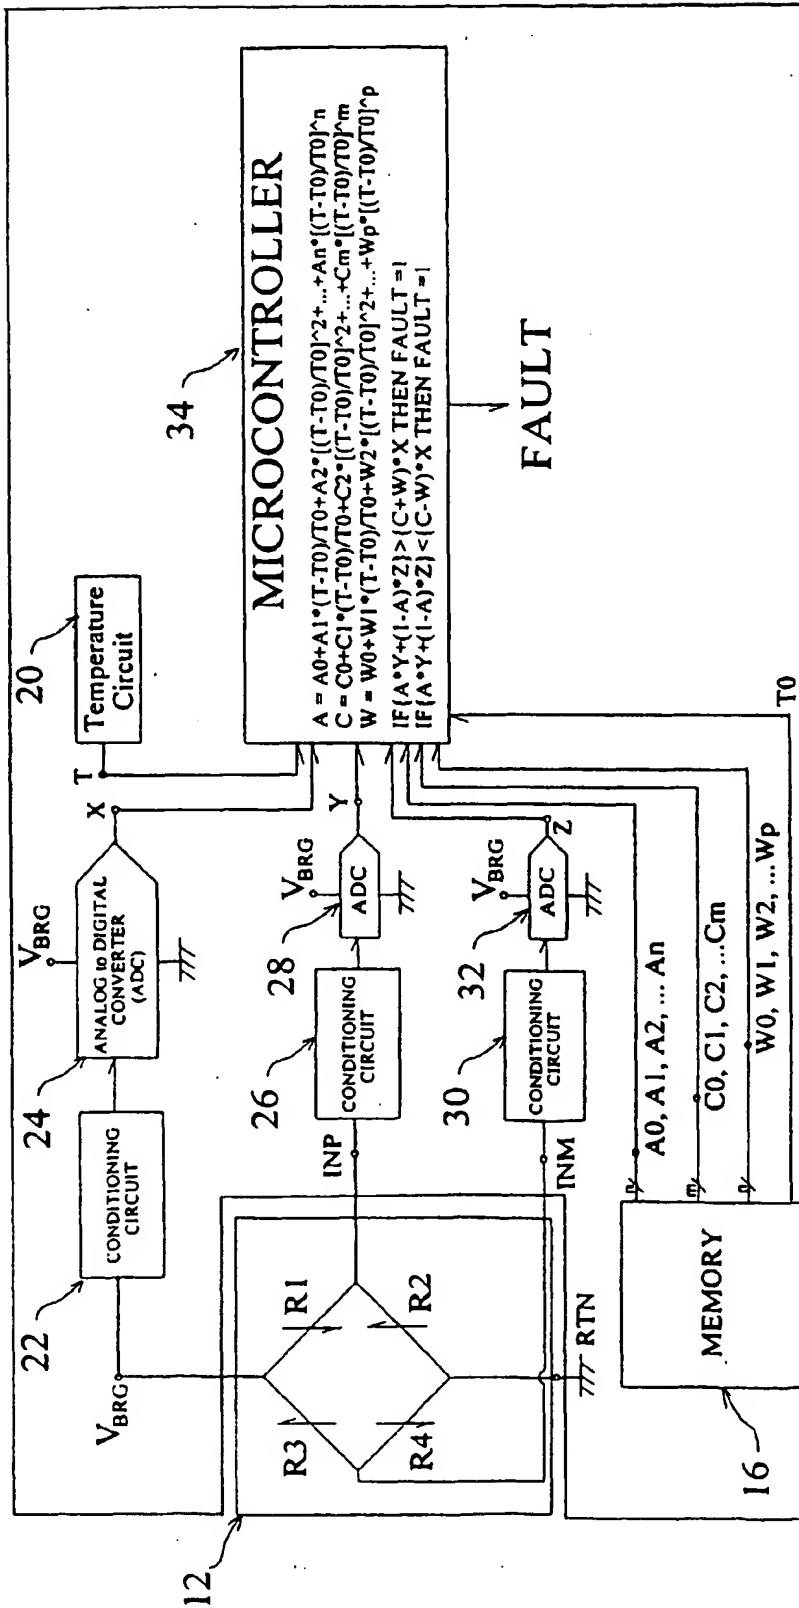 12
22
V_BRG
CONDITIONING
CIRCUIT
24
V_BRG
ANALOG to DIGITAL
CONVERTER
(ADC)
X
20
T
Temperature
Circuit
34
MICROCONTROLLER
A = A0+A1*(T-T0)/T0+A2*[(T-T0)/T0]^2+...+An*[(T-T0)/T0]^n
C = C0+C1*(T-T0)/T0+C2*[(T-T0)/T0]^2+...+Cm*[(T-T0)/T0]^m
W = W0+W1*(T-T0)/T0+W2*[(T-T0)/T0]^2+...+Wp*[(T-T0)/T0]^p
IF{A*Y+(1-A)*Z}>(C+W)*X THEN FAULT =1
IF{A*Y+(1-A)*Z}<(C-W)*X THEN FAULT =1
FAULT
R3
R1
R4
R2
RTN
INP
26
CONDITIONING
CIRCUIT
28
V_BRG
ADC
Y
INM
30
CONDITIONING
CIRCUIT
32
V_BRG
ADC
Z
16
MEMORY
n
A0, A1, A2, ... An
m
C0, C1, C2, ...Cm
W0, W1, W2, ...Wp
T0